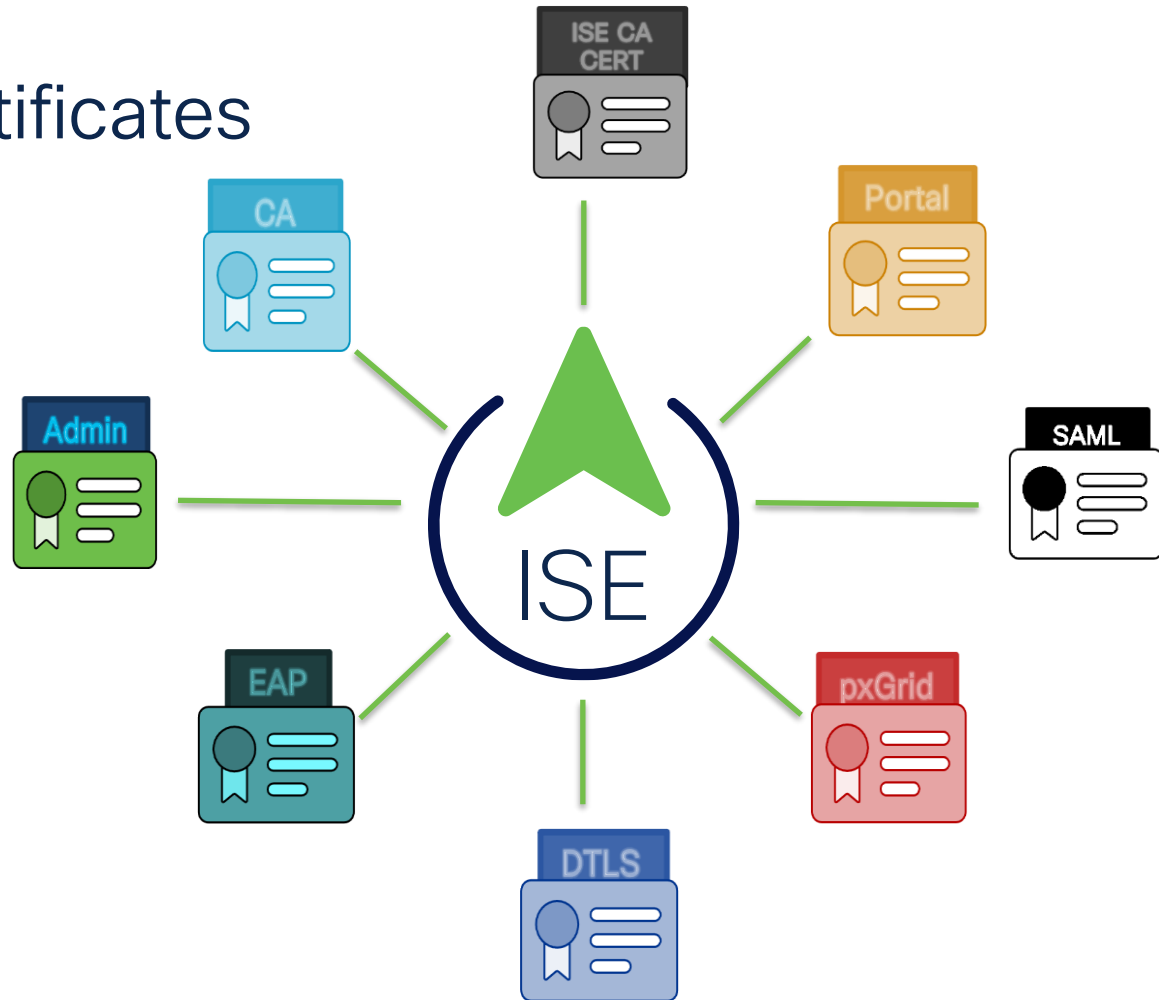 ISE CA
CERT
tificates
Portal
CA
Admin
SAML
ISE
EAP
pxGrid
DTLS